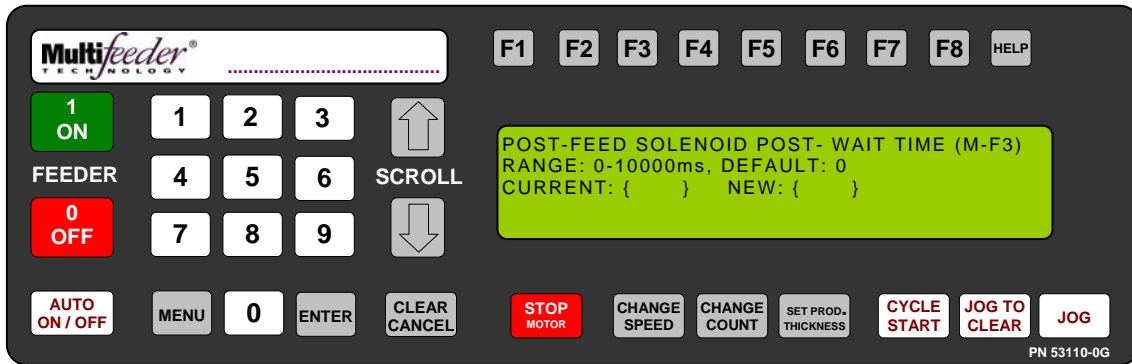 Multifeeder®
TECHNOLOGY
F1 F2 F3 F4 F5 F6 F7 F8 HELP
1
ON
FEEDER
0
OFF
1 2 3
4 5 6
7 8 9
SCROLL
POST-FEED SOLENOID POST- WAIT TIME (M-F3)
RANGE: 0-10000ms, DEFAULT: 0
CURRENT: { } NEW: { }
AUTO
ON / OFF
MENU
0
ENTER
CLEAR
CANCEL
STOP
MOTOR
CHANGE
SPEED
CHANGE
COUNT
SET PROD.
THICKNESS
CYCLE
START
JOG TO
CLEAR
JOG
PN 53110-0G